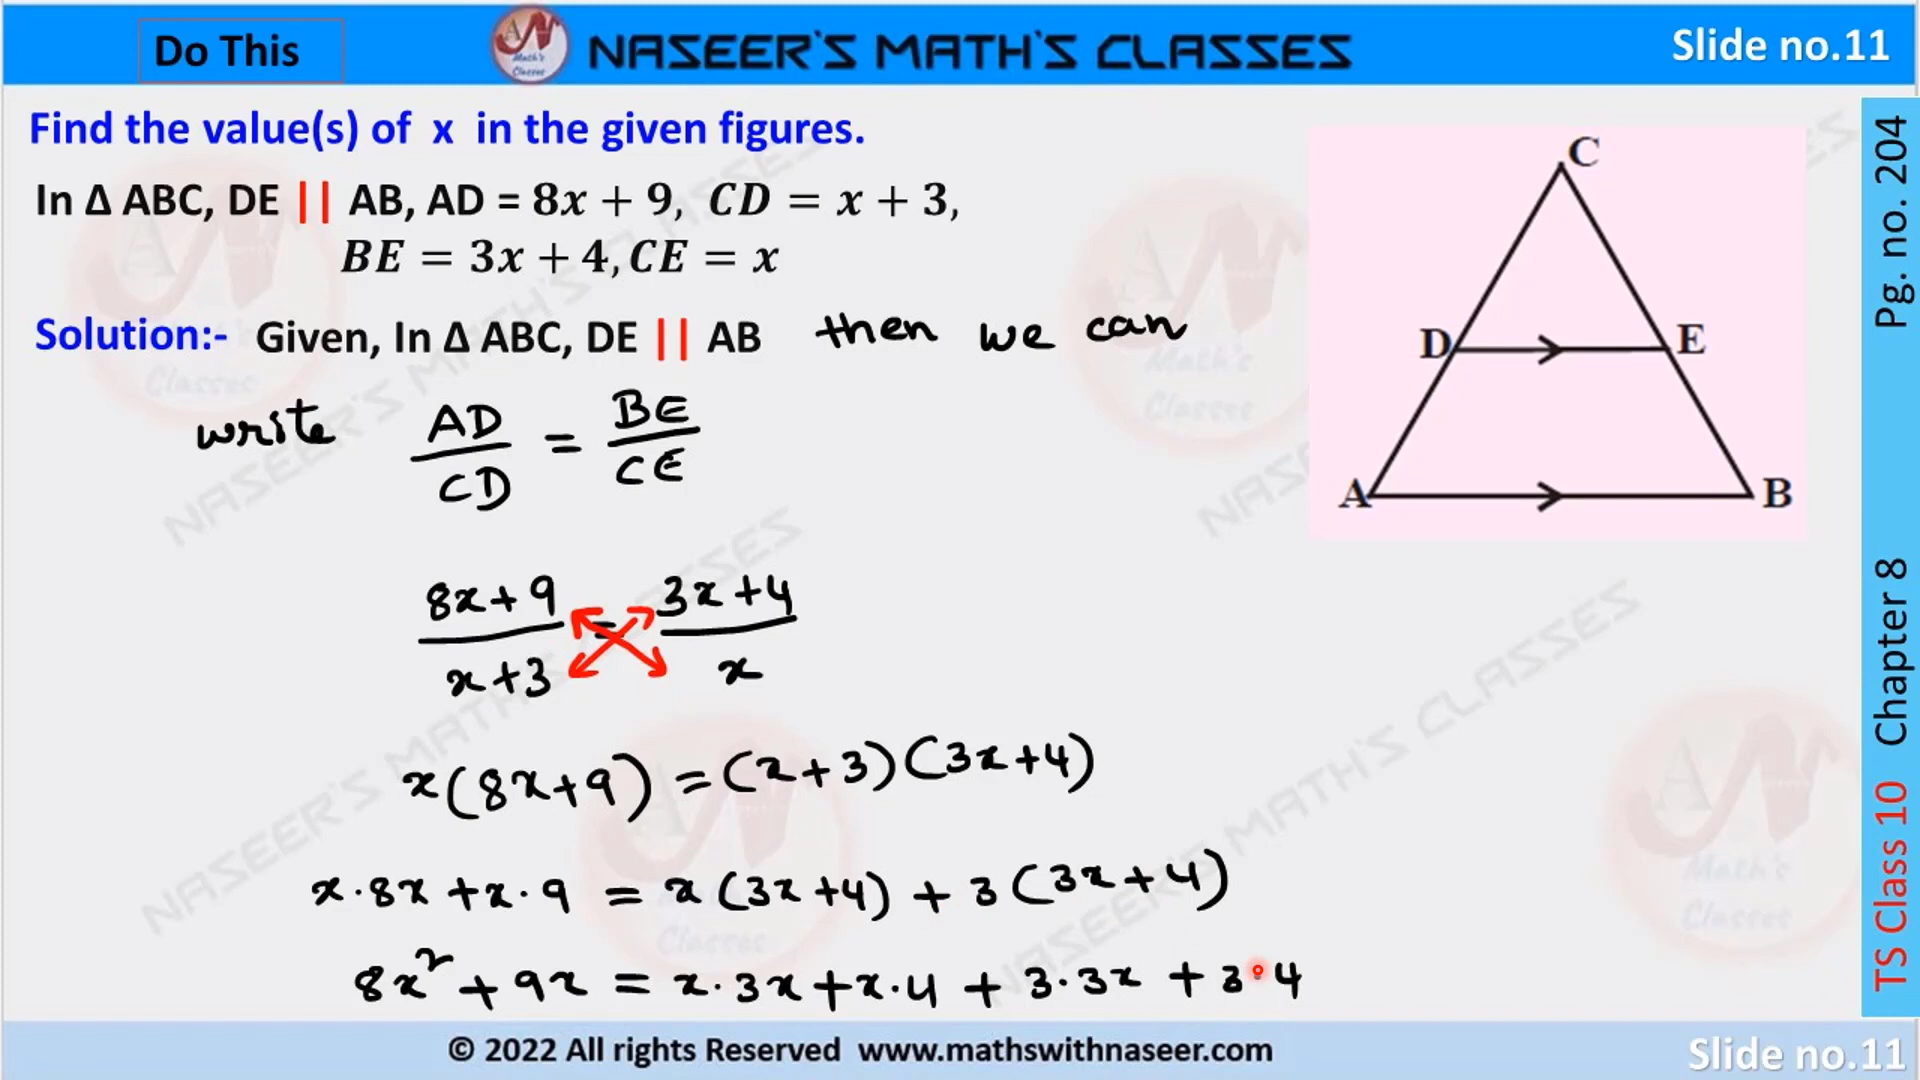 Do This
NASEER'S MATH'S CLASSES
Slide no.11
Find the value(s) of x in the given figures.
In Δ ABC, DE || AB, AD = 8x + 9, CD = x + 3,
BE = 3x + 4, CE = x
Solution:- Given, In Δ ABC, DE || AB then we can
write AD/CD = BE/CE
8x+9/x+3 = 3x+4/x
x(8x+9) = (x+3)(3x+4)
x·8x + x·9 = x(3x+4) + 3(3x+4)
8x² + 9x = x·3x + x·4 + 3·3x + 3·4
C
D
E
A
B
Pg. no. 204
Chapter 8
TS Class 10
© 2022 All rights Reserved www.mathswithnaseer.com
Slide no.11